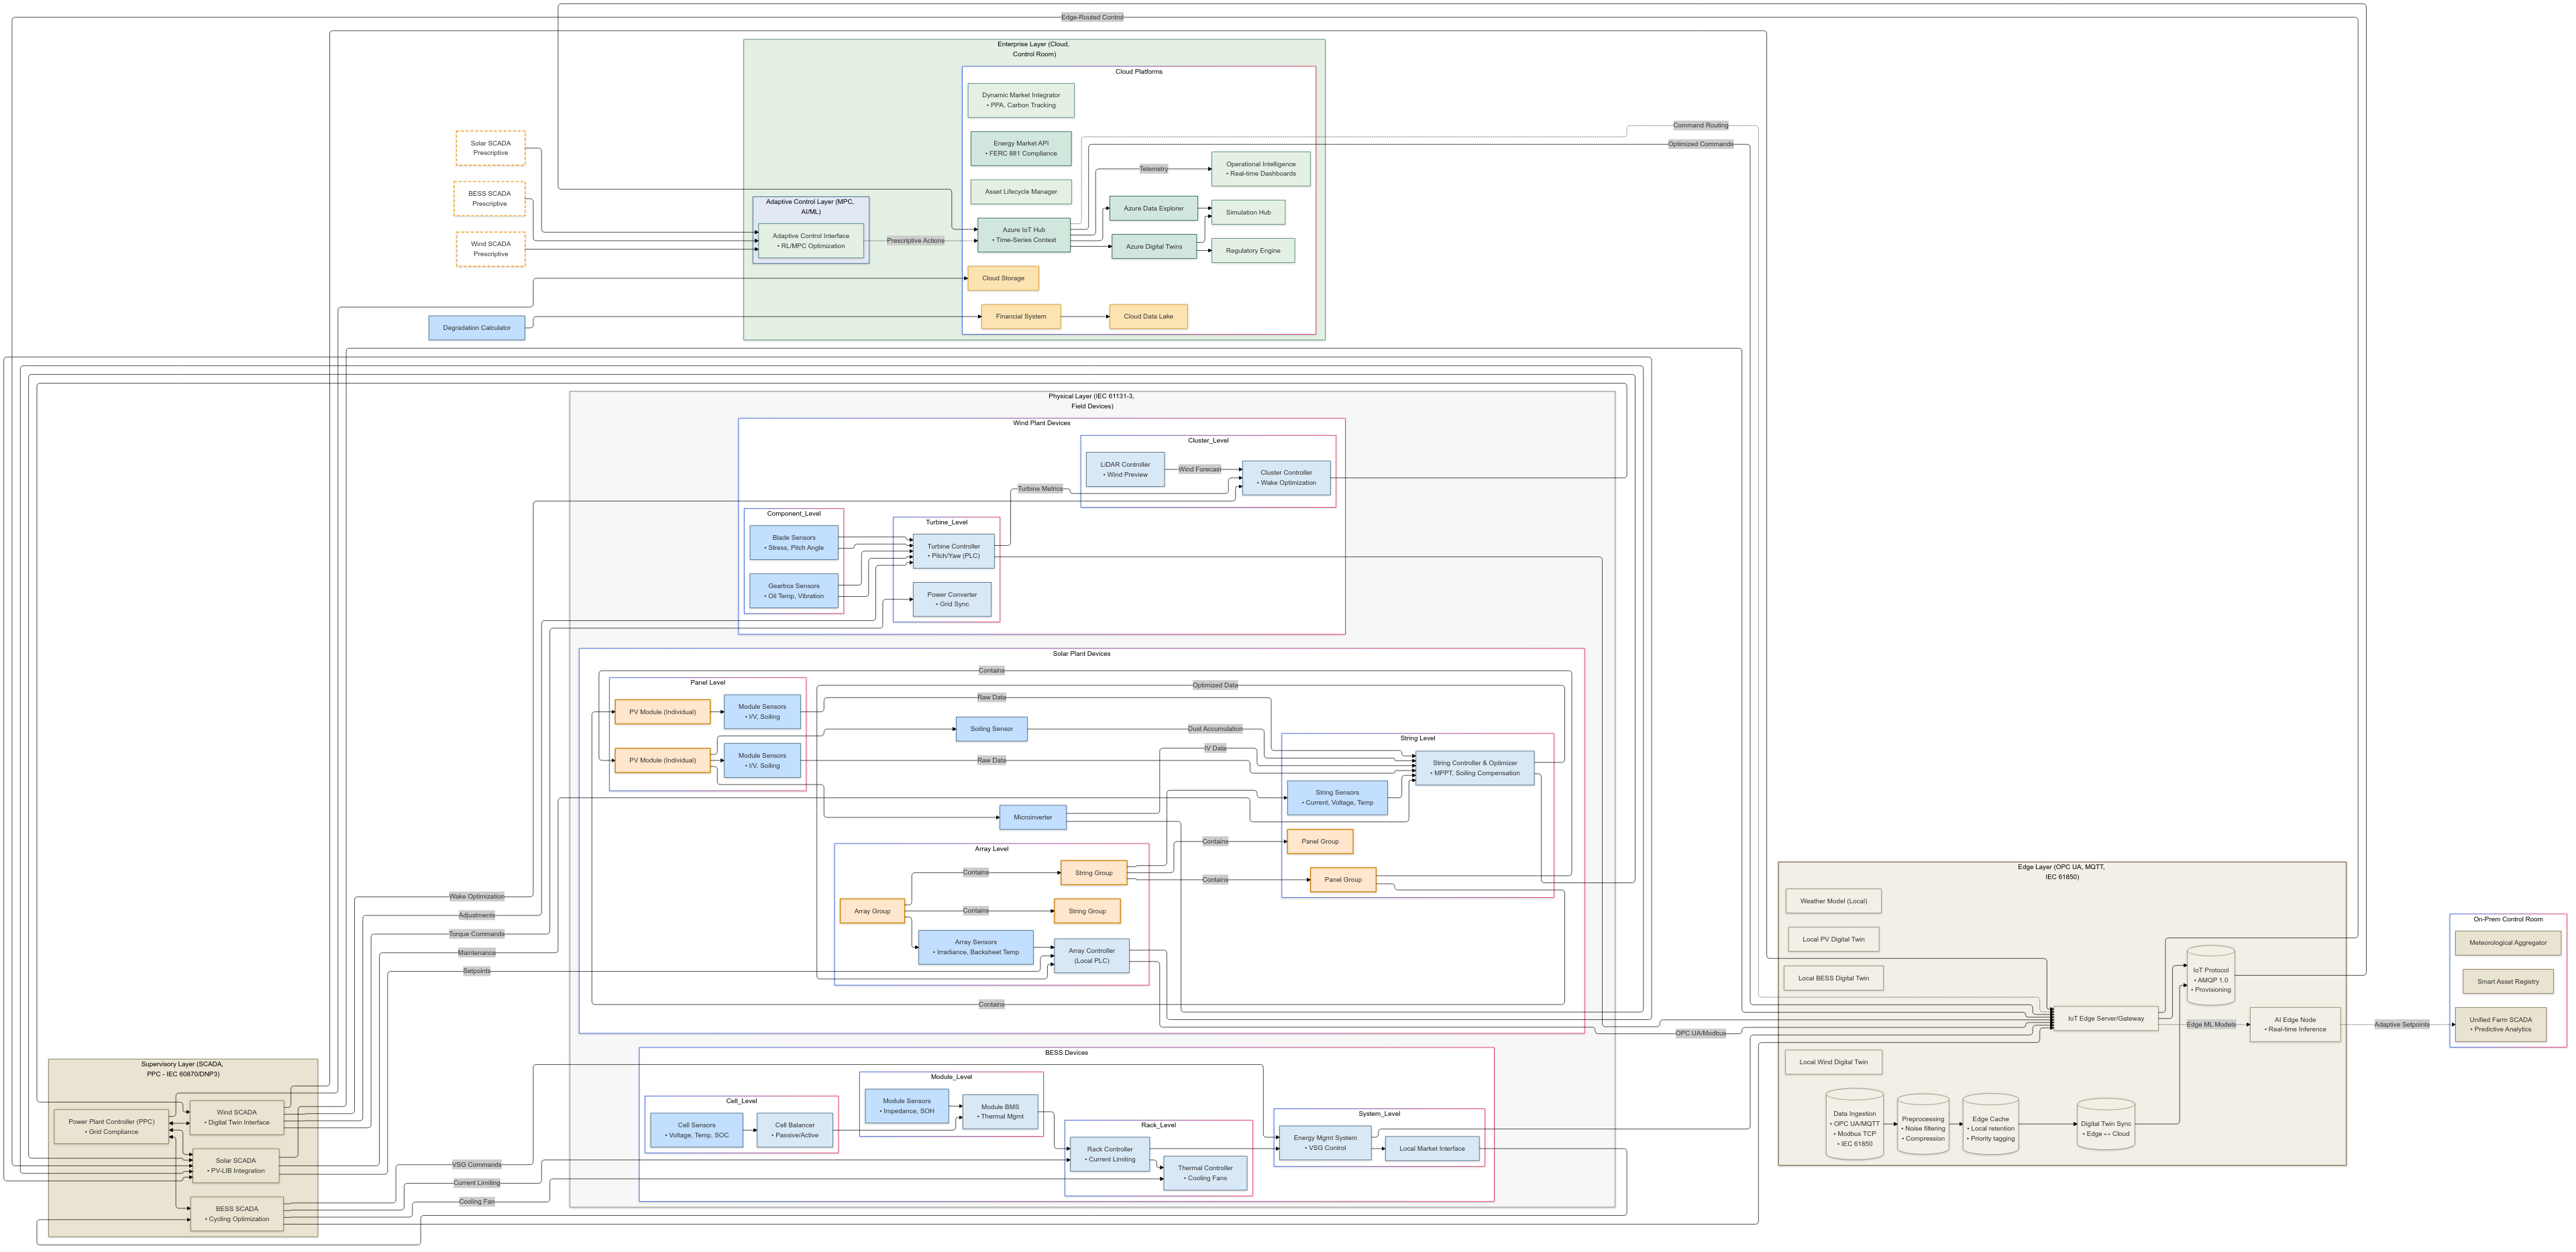 Edge-Routed Control
Enterprise Layer (Cloud,
Control Room)
Cloud Platforms
Dynamic Market Integrator
• PPA, Carbon Tracking
Command Routing
Solar SCADA
Prescriptive
Energy Market API
• FERC 881 Compliance
Optimized Commands
Operational Intelligence
• Real-time Dashboards
Telemetry
BESS SCADA
Prescriptive
Asset Lifecycle Manager
Adaptive Control Layer (MPC,
AI/ML)
Azure Data Explorer
Simulation Hub
Wind SCADA
Prescriptive
Adaptive Control Interface
• RL/MPC Optimization
Prescriptive Actions
Azure IoT Hub
• Time-Series Context
Azure Digital Twins
Regulatory Engine
Cloud Storage
Degradation Calculator
Financial System
Cloud Data Lake
Physical Layer (IEC 61131-3,
Field Devices)
Wind Plant Devices
Cluster_Level
LiDAR Controller
• Wind Preview
Wind Forecast
Cluster Controller
• Wake Optimization
Turbine Metrics
Component_Level
Turbine_Level
Blade Sensors
• Stress, Pitch Angle
Turbine Controller
• Pitch/Yaw (PLC)
Gearbox Sensors
• Oil Temp, Vibration
Power Converter
• Grid Sync
Solar Plant Devices
Contains
Panel Level
Optimized Data
Raw Data
PV Module (Individual)
Module Sensors
• I/V, Soiling
Soiling Sensor
Dust Accumulation
String Level
IV Data
PV Module (Individual)
Module Sensors
• I/V, Soiling
Raw Data
String Controller & Optimizer
• MPPT, Soiling Compensation
String Sensors
• Current, Voltage, Temp
Microinverter
Contains
Panel Group
Array Level
Contains
String Group
Contains
Panel Group
Array Group
Contains
String Group
Array Sensors
• Irradiance, Backsheet Temp
Array Controller
(Local PLC)
Contains
Wake Optimization
Adjustments
Torque Commands
Maintenance
Setpoints
OPC UA/Modbus
Edge Layer (OPC UA, MQTT,
IEC 61850)
Weather Model (Local)
Local PV Digital Twin
Local BESS Digital Twin
IoT Protocol
• AMQP 1.0
• Provisioning
IoT Edge Server/Gateway
Edge ML Models
AI Edge Node
• Real-time Inference
Adaptive Setpoints
Local Wind Digital Twin
Data Ingestion
• OPC UA/MQTT
• Modbus TCP
• IEC 61850
Preprocessing
• Noise filtering
• Compression
Edge Cache
• Local retention
• Priority tagging
Digital Twin Sync
• Edge ↔ Cloud
On-Prem Control Room
Meteorological Aggregator
Smart Asset Registry
Unified Farm SCADA
• Predictive Analytics
Supervisory Layer (SCADA,
PPC - IEC 60870/DNP3)
Power Plant Controller (PPC)
• Grid Compliance
Wind SCADA
• Digital Twin Interface
Solar SCADA
• PV-LIB Integration
BESS SCADA
• Cycling Optimization
VSG Commands
Current Limiting
Cooling Fan
BESS Devices
Cell_Level
Cell Sensors
• Voltage, Temp, SOC
Cell Balancer
• Passive/Active
Module_Level
Module Sensors
• Impedance, SOH
Module BMS
• Thermal Mgmt
Rack_Level
Rack Controller
• Current Limiting
Thermal Controller
• Cooling Fans
System_Level
Energy Mgmt System
• VSG Control
Local Market Interface